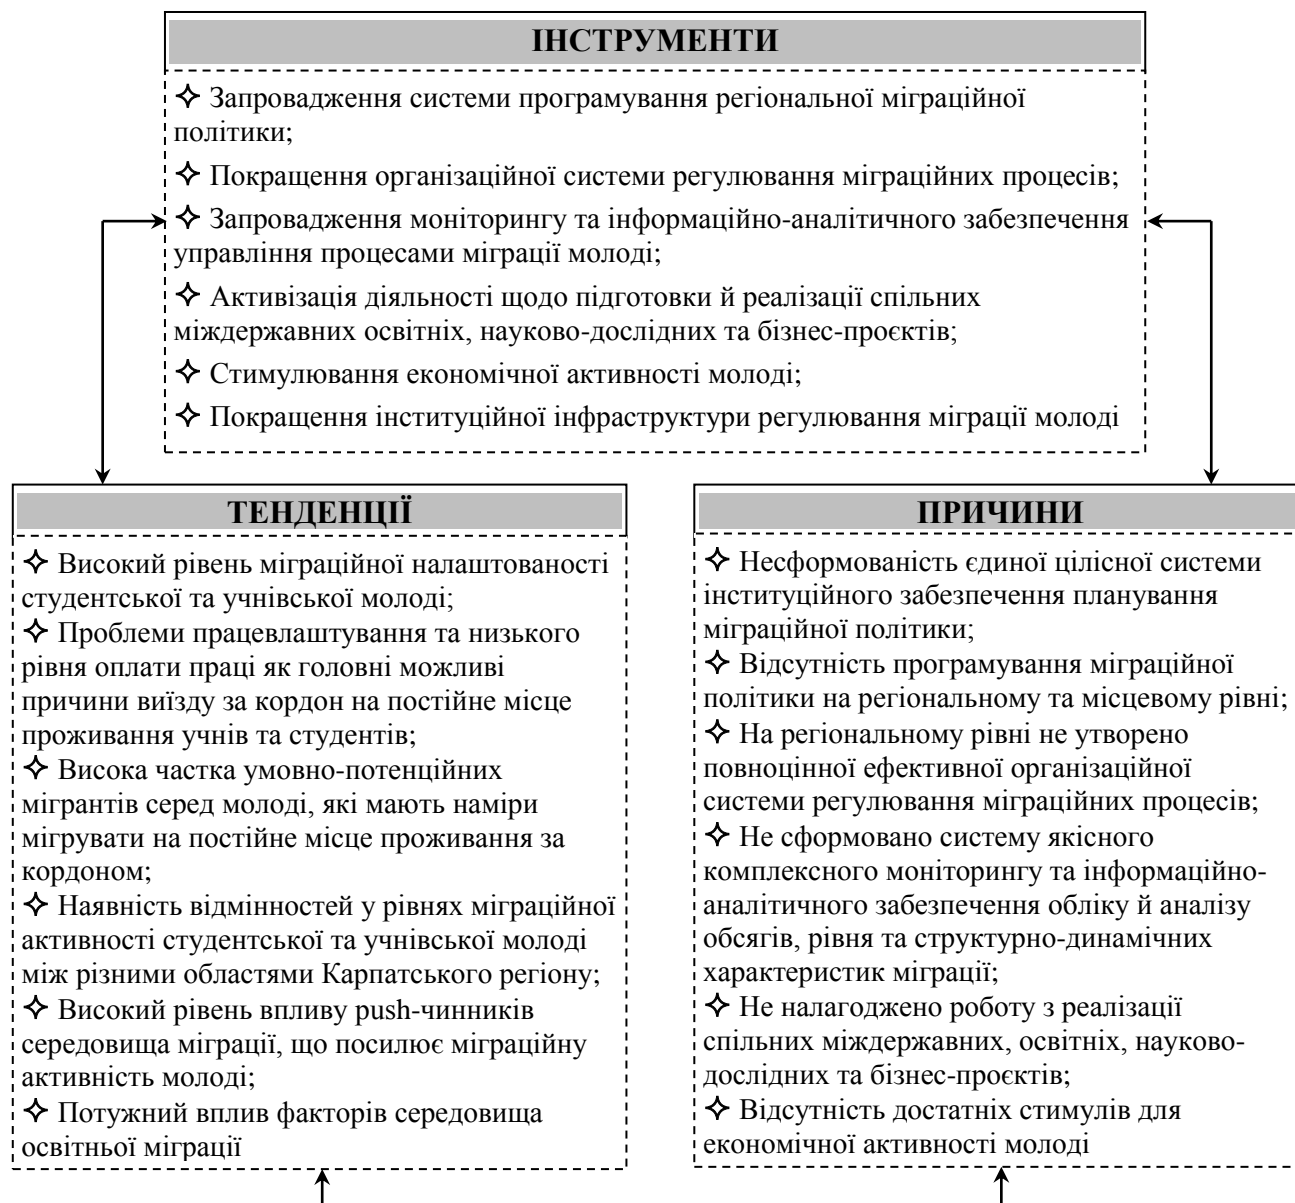 ІНСТРУМЕНТИ
✧ Запровадження системи програмування регіональної міграційної
політики;
✧ Покращення організаційної системи регулювання міграційних процесів;
✧ Запровадження моніторингу та інформаційно-аналітичного забезпечення
управління процесами міграції молоді;
✧ Активізація діяльності щодо підготовки й реалізації спільних
міждержавних освітніх, науково-дослідних та бізнес-проєктів;
✧ Стимулювання економічної активності молоді;
✧ Покращення інституційної інфраструктури регулювання міграції молоді
ТЕНДЕНЦІЇ
✧ Високий рівень міграційної налаштованості
студентської та учнівської молоді;
✧ Проблеми працевлаштування та низького
рівня оплати праці як головні можливі
причини виїзду за кордон на постійне місце
проживання учнів та студентів;
✧ Висока частка умовно-потенційних
мігрантів серед молоді, які мають наміри
мігрувати на постійне місце проживання за
кордоном;
✧ Наявність відмінностей у рівнях міграційної
активності студентської та учнівської молоді
між різними областями Карпатського регіону;
✧ Високий рівень впливу push-чинників
середовища міграції, що посилює міграційну
активність молоді;
✧ Потужний вплив факторів середовища
освітньої міграції
ПРИЧИНИ
✧ Несформованість єдиної цілісної системи
інституційного забезпечення планування
міграційної політики;
✧ Відсутність програмування міграційної
політики на регіональному та місцевому рівні;
✧ На регіональному рівні не утворено
повноцінної ефективної організаційної
системи регулювання міграційних процесів;
✧ Не сформовано систему якісного
комплексного моніторингу та інформаційно-
аналітичного забезпечення обліку й аналізу
обсягів, рівня та структурно-динамічних
характеристик міграції;
✧ Не налагоджено роботу з реалізації
спільних міждержавних, освітніх, науково-
дослідних та бізнес-проєктів;
✧ Відсутність достатніх стимулів для
економічної активності молоді